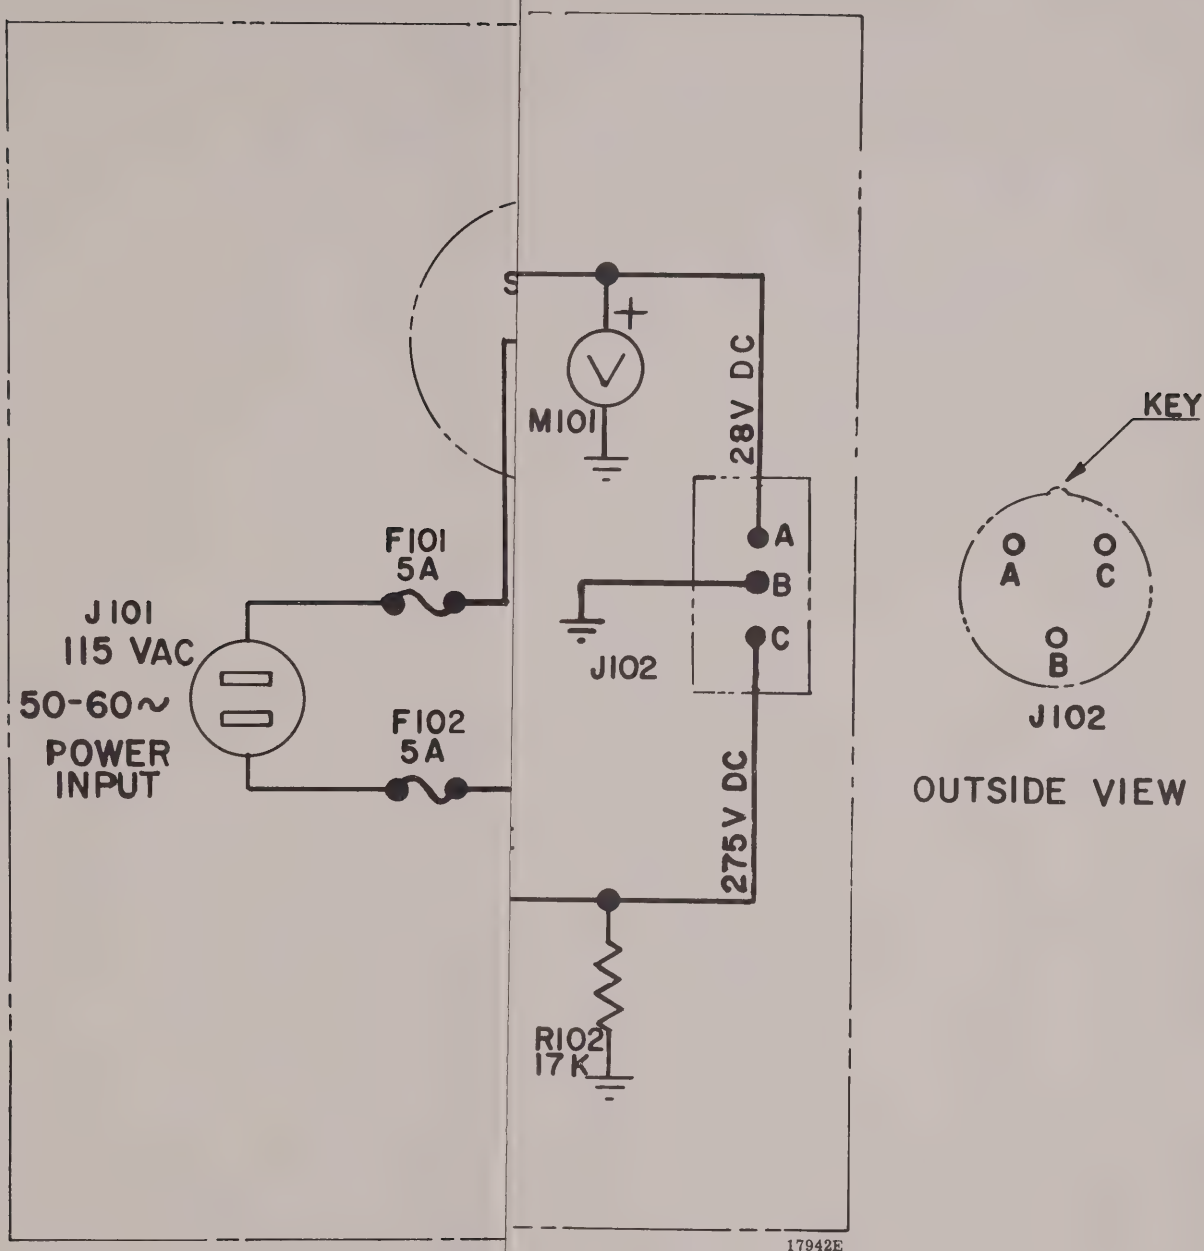 S
+
V
M101
28V DC
KEY
F101
5A
A
B
C
J102
J101
115 VAC
50-60~
POWER
INPUT
F102
5A
A
C
B
J102
OUTSIDE VIEW
275V DC
R102
17K
17942E